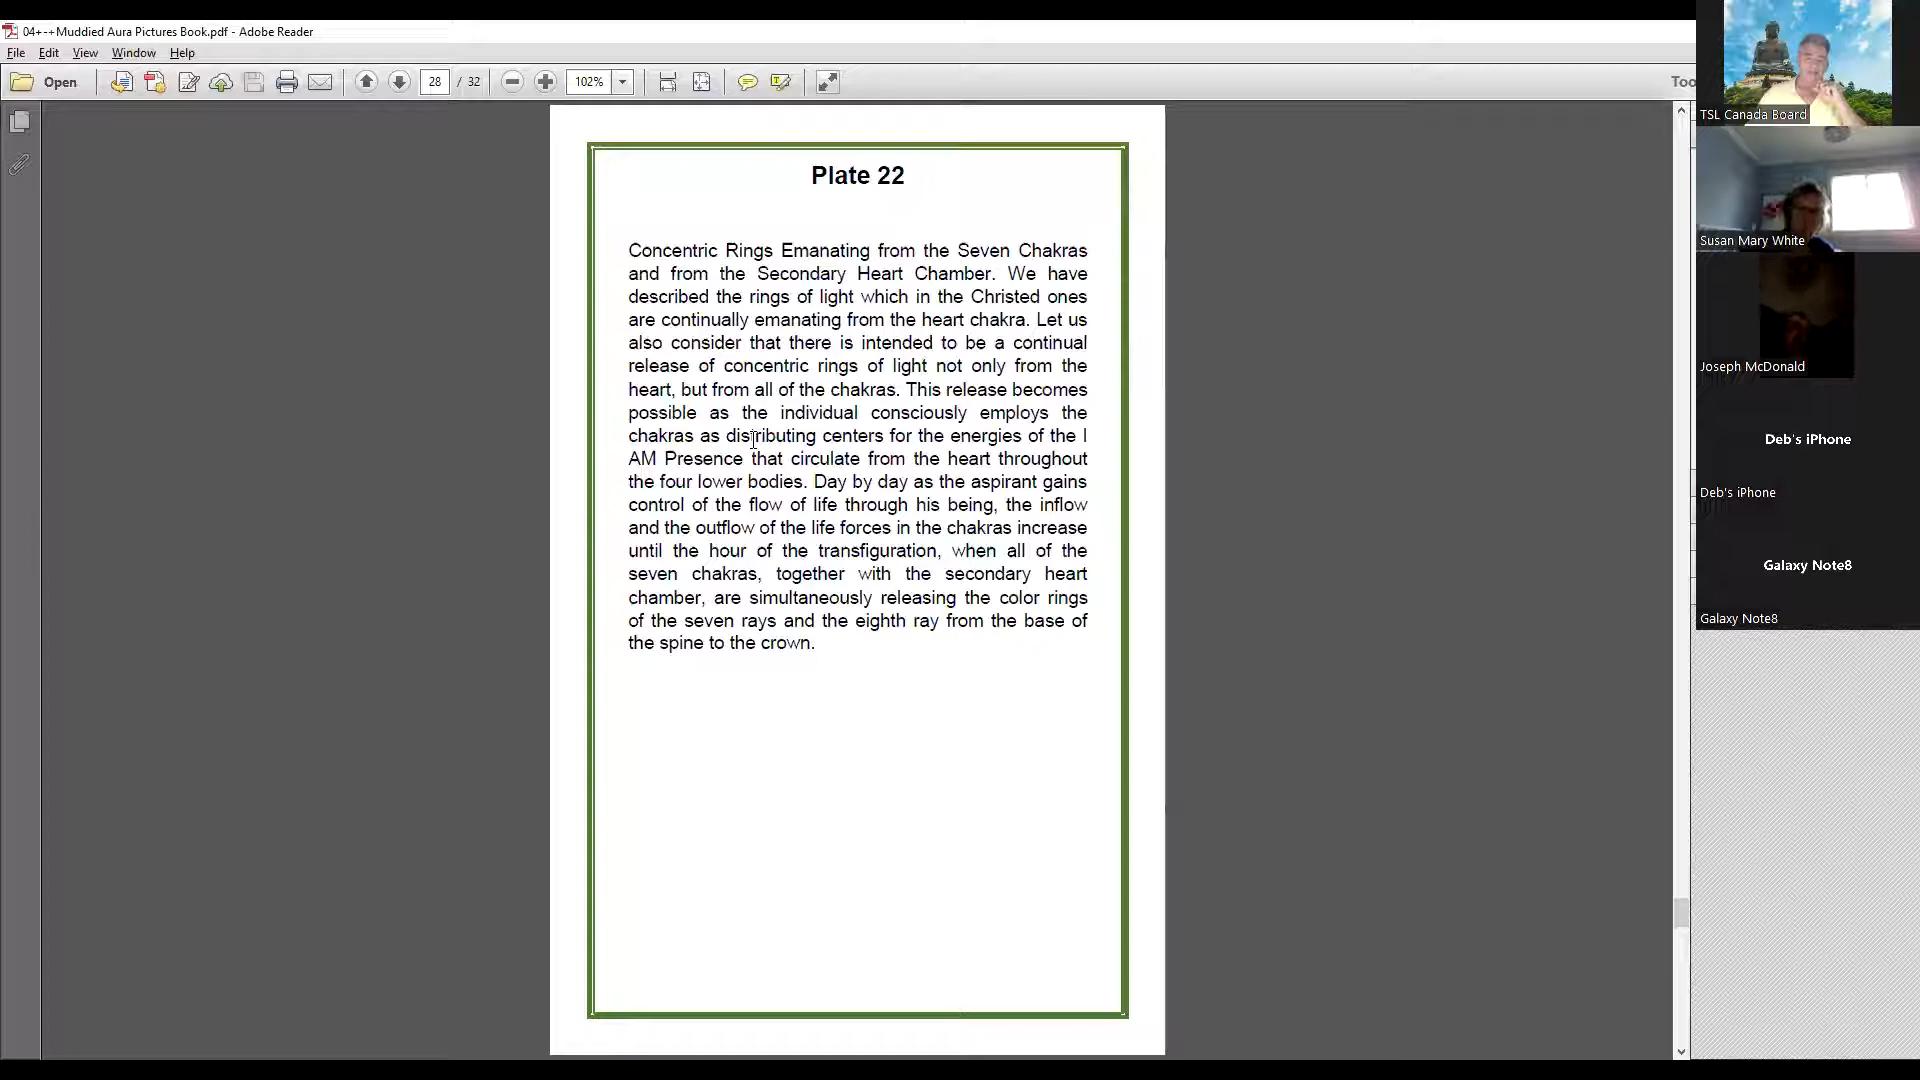 04+-+Muddied Aura Pictures Book.pdf - Adobe Reader
File Edit View Window Help
Open 28 / 32 102% Too
Plate 22
Concentric Rings Emanating from the Seven Chakras
and from the Secondary Heart Chamber. We have
described the rings of light which in the Christed ones
are continually emanating from the heart chakra. Let us
also consider that there is intended to be a continual
release of concentric rings of light not only from the
heart, but from all of the chakras. This release becomes
possible as the individual consciously employs the
chakras as distributing centers for the energies of the I
AM Presence that circulate from the heart throughout
the four lower bodies. Day by day as the aspirant gains
control of the flow of life through his being, the inflow
and the outflow of the life forces in the chakras increase
until the hour of the transfiguration, when all of the
seven chakras, together with the secondary heart
chamber, are simultaneously releasing the color rings
of the seven rays and the eighth ray from the base of
the spine to the crown.
TSL Canada Board
Susan Mary White
Joseph McDonald
Deb's iPhone
Deb's iPhone
Galaxy Note8
Galaxy Note8